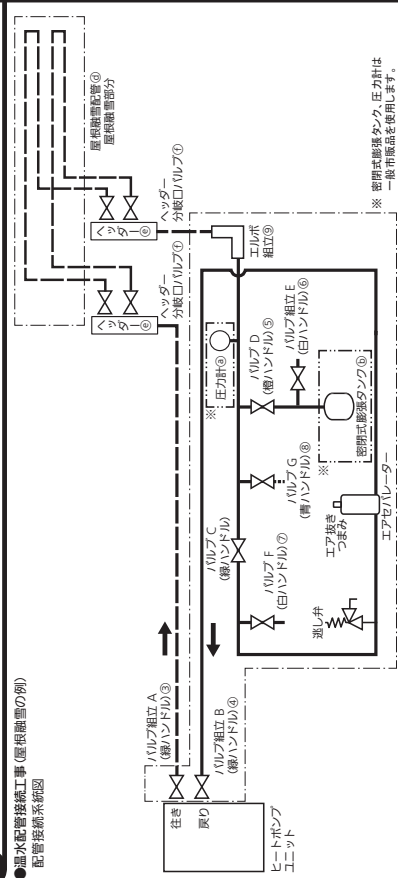 ●温水配管接続工事(屋根融雪の例)
配管接続系統図
ヒートポンプ
ユニット
往き
戻り
バルブ組立 A
(緑ハンドル)③
バルブ組立 B
(緑ハンドル)④
逃し弁
バルブ F
(白ハンドル)⑦
バルブ C
(緑ハンドル)
エア抜き
つまみ
エアセパレーター
バルブ G
(青ハンドル)⑧
※
密閉式膨張タンクⓑ
※
圧力計ⓐ
バルブ D
(橙ハンドル)⑤
バルブ組立 E
(白ハンドル)⑥
エルボ
組立⑨
ヘッ
ダーⓔ
ヘッダー
分岐口バルブⓕ
ヘッ
ダーⓔ
ヘッダー
分岐口バルブⓕ
屋根融雪配管ⓓ
屋根融雪部分
※ 密閉式膨張タンク、圧力計は
一般市販品を使用します。